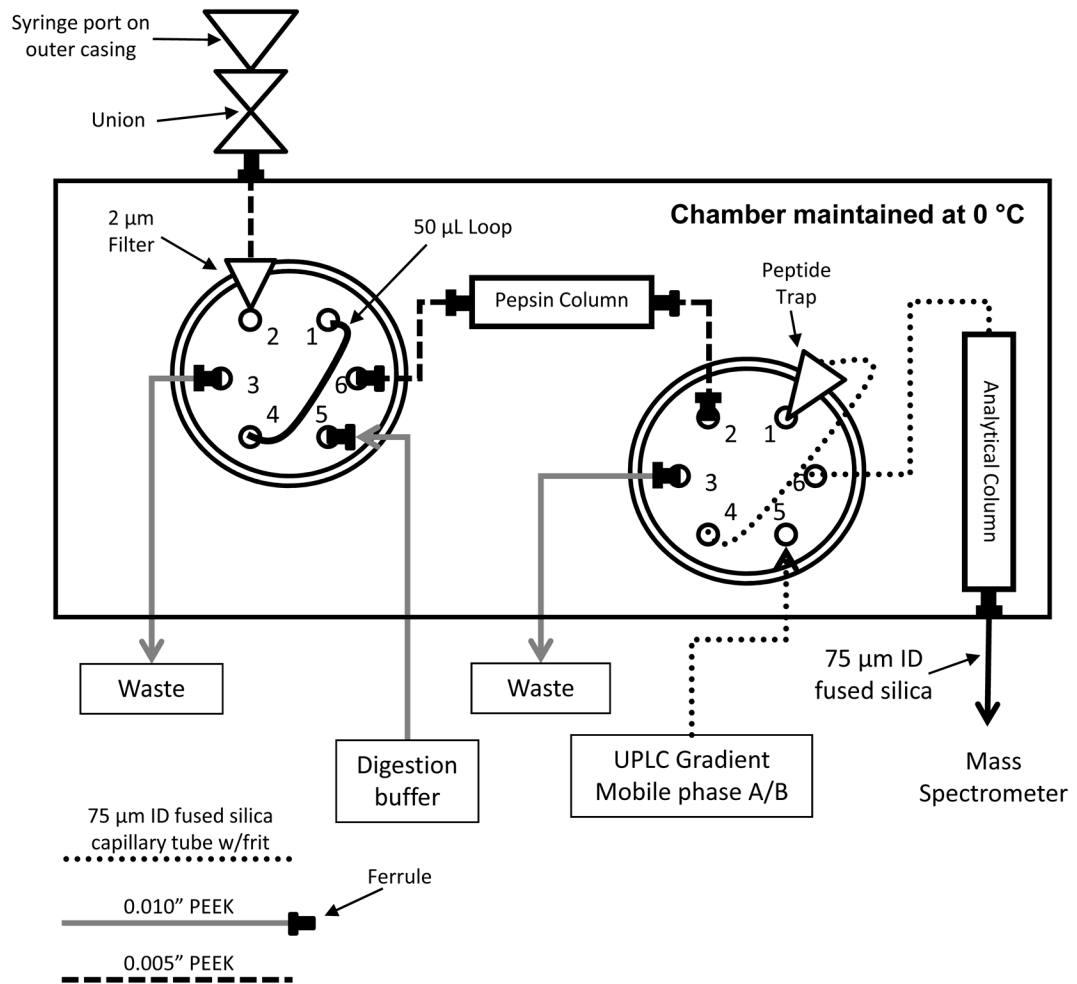 Syringe port on
outer casing
Union
Chamber maintained at 0 °C
2 µm
Filter
50 µL Loop
Peptide
Trap
Pepsin Column
2
1
3
6
4
5
2
1
3
6
4
5
Analytical Column
Waste
Waste
75 µm ID
fused silica
Digestion
buffer
UPLC Gradient
Mobile phase A/B
Mass
Spectrometer
75 µm ID fused silica
capillary tube w/frit
Ferrule
0.010” PEEK
0.005” PEEK